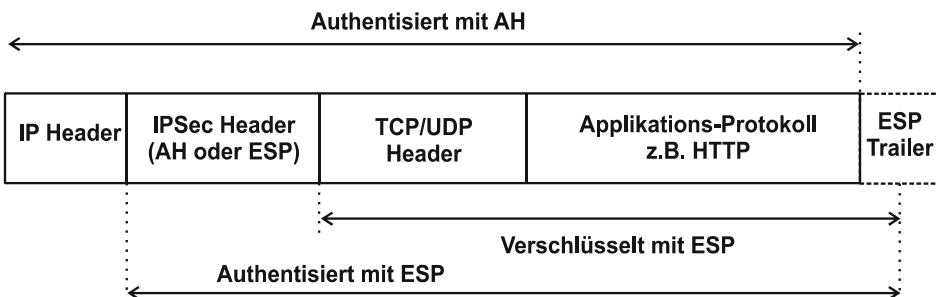 Authentisiert mit AH
IP Header
IPSec Header
(AH oder ESP)
TCP/UDP
Header
Applikations-Protokoll
z.B. HTTP
ESP
Trailer
Verschlüsselt mit ESP
Authentisiert mit ESP